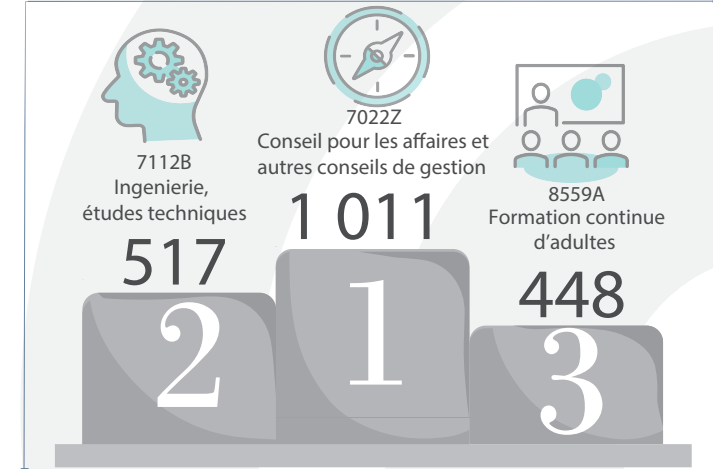 7112B
Ingenierie,
études techniques
517
2
7022Z
Conseil pour les affaires et
autres conseils de gestion
1 011
1
8559A
Formation continue
d’adultes
448
3